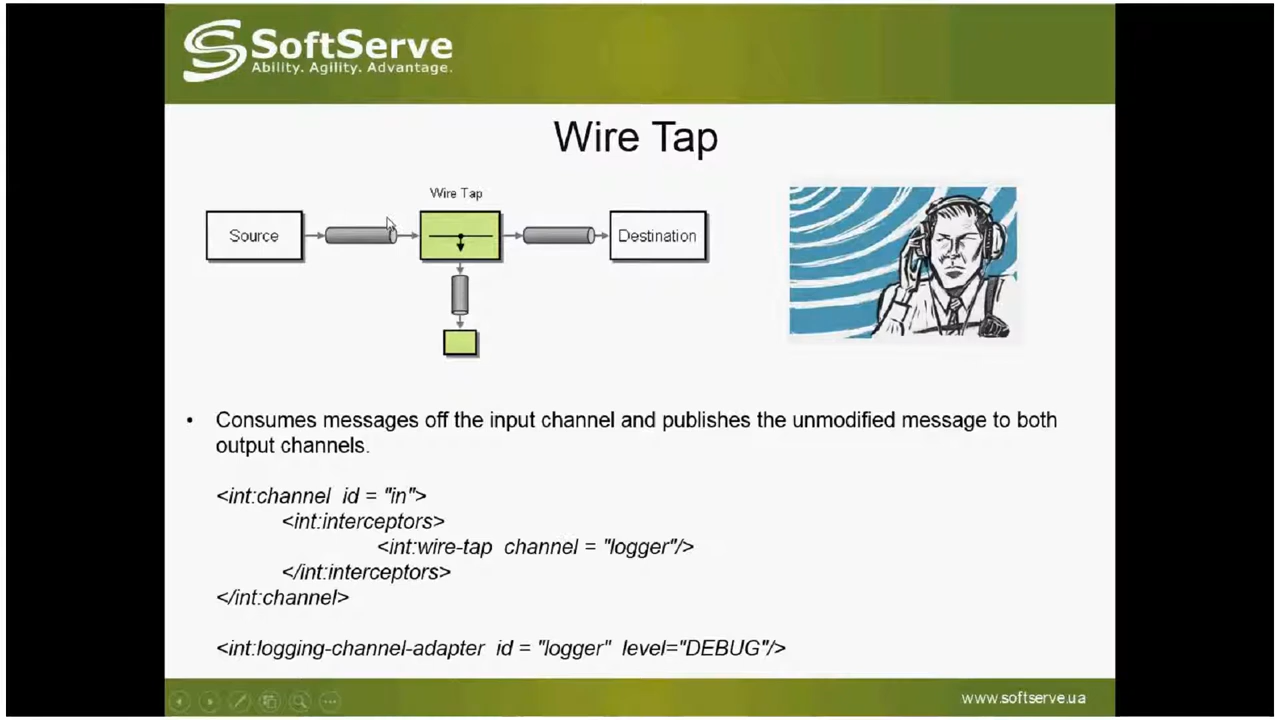 SoftServe
Ability. Agility. Advantage.
Wire Tap
Wire Tap
Source
Destination
• Consumes messages off the input channel and publishes the unmodified message to both
output channels.
<int:channel id = "in">
<int:interceptors>
<int:wire-tap channel = "logger"/>
</int:interceptors>
</int:channel>
<int:logging-channel-adapter id = "logger" level="DEBUG"/>
www.softserve.ua